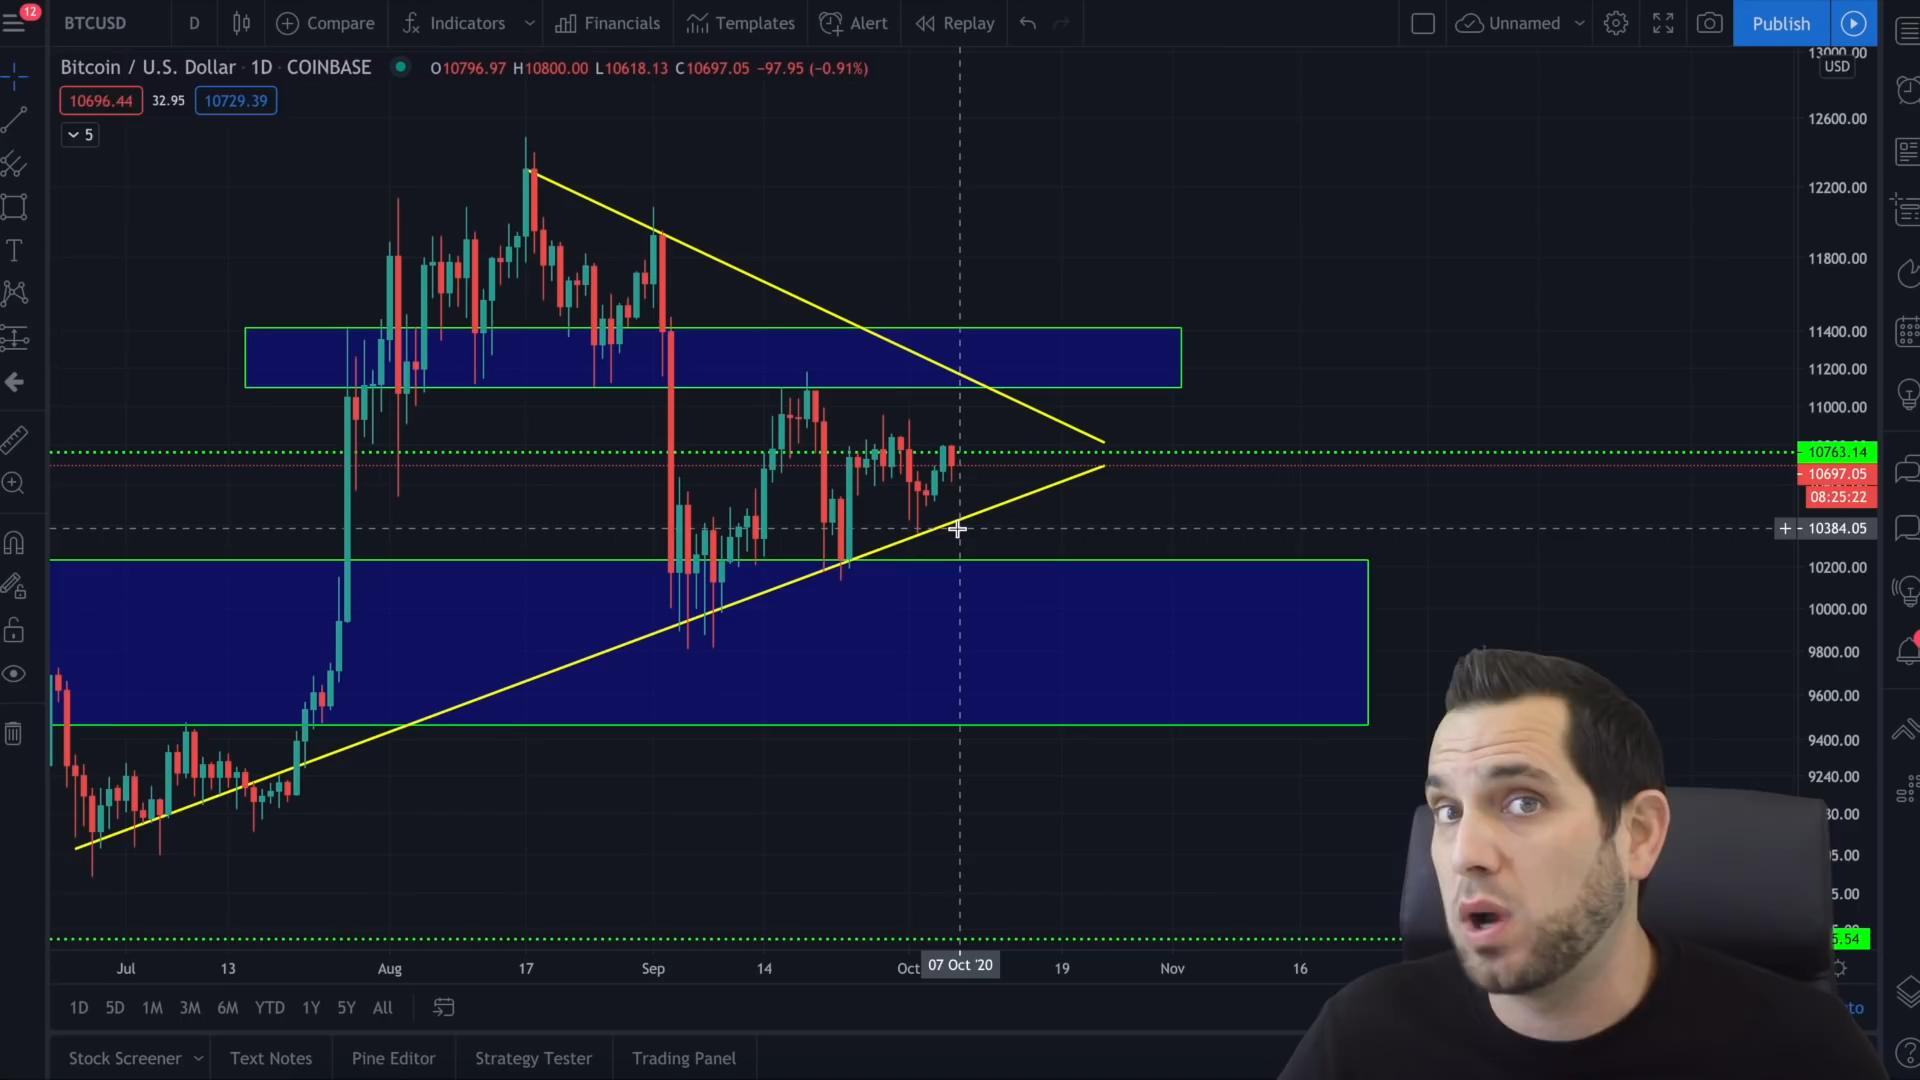 12
BTCUSD D Compare Indicators Financials Templates Alert Replay Unnamed Publish
Bitcoin / U.S. Dollar · 1D · COINBASE O10796.97 H10800.00 L10618.13 C10697.05 −97.95 (−0.91%)
10696.44 32.95 10729.39
5
13000.00
USD
12600.00
12200.00
11800.00
11400.00
11200.00
11000.00
10763.14
10697.05
08:25:22
10384.05
10200.00
10000.00
9800.00
9600.00
9400.00
9240.00
Jul 13 Aug 17 Sep 14 Oct 07 Oct '20 19 Nov 16
1D 5D 1M 3M 6M YTD 1Y 5Y All
Stock Screener Text Notes Pine Editor Strategy Tester Trading Panel